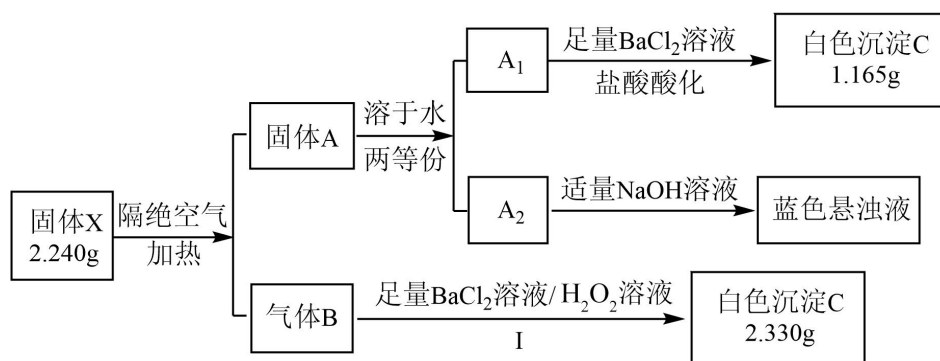 固体X
2.240g
隔绝空气
加热
固体A
溶于水
两等份
A₁
足量BaCl₂溶液
盐酸酸化
白色沉淀C
1.165g
A₂
适量NaOH溶液
蓝色悬浊液
气体B
足量BaCl₂溶液/H₂O₂溶液
I
白色沉淀C
2.330g